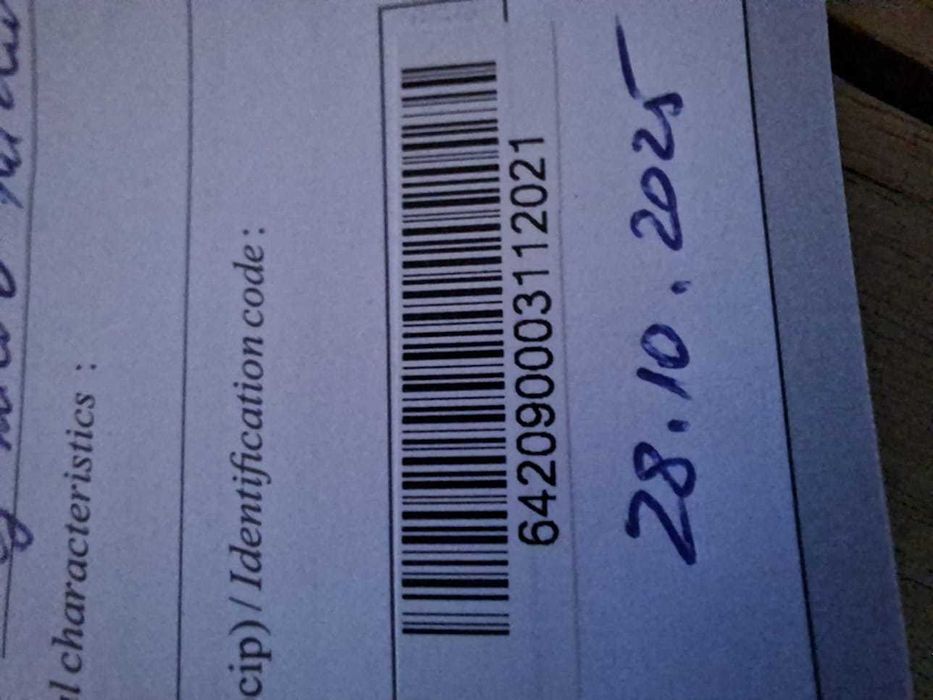 l characteristics :
cip) / Identification code :
642090003112021
28.10.2025